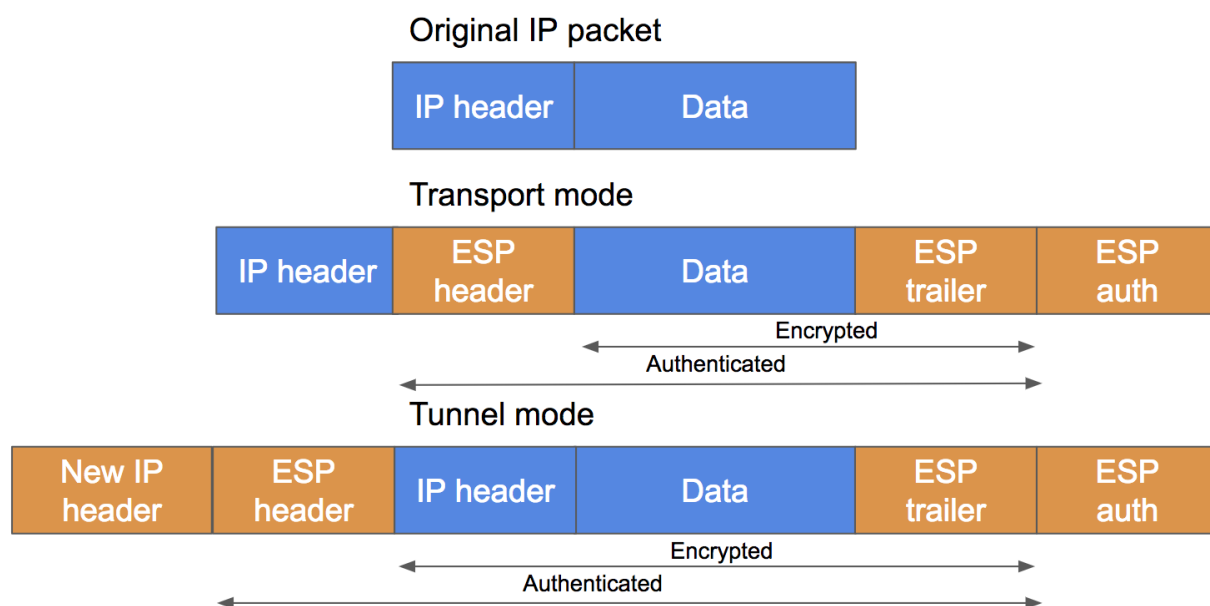 Original IP packet
IP header Data
Transport mode
IP header ESP header Data ESP trailer ESP auth
Encrypted
Authenticated
Tunnel mode
New IP header ESP header IP header Data ESP trailer ESP auth
Encrypted
Authenticated